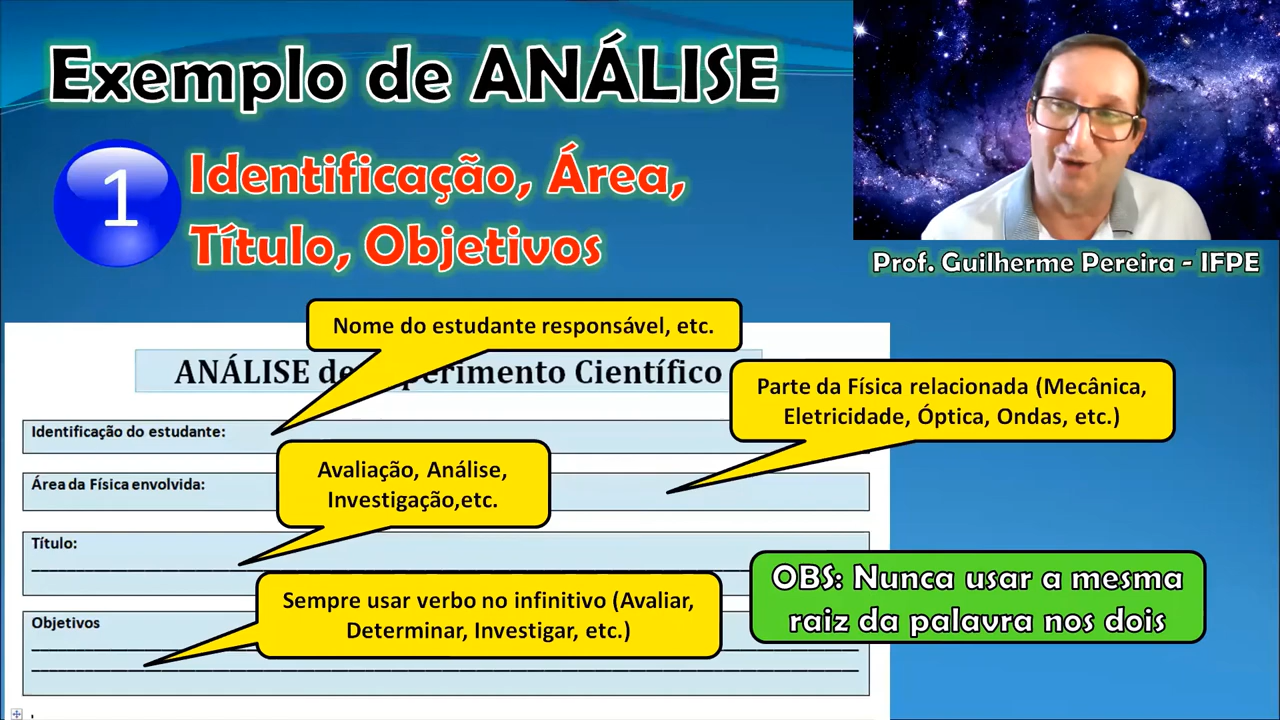 Exemplo de ANÁLISE
1
Identificação, Área,
Título, Objetivos
Prof. Guilherme Pereira - IFPE
Nome do estudante responsável, etc.
ANÁLISE de Experimento Científico
Parte da Física relacionada (Mecânica,
Eletricidade, Óptica, Ondas, etc.)
Identificação do estudante:
Avaliação, Análise,
Investigação,etc.
Área da Física envolvida:
Título:
OBS: Nunca usar a mesma
raiz da palavra nos dois
Sempre usar verbo no infinitivo (Avaliar,
Determinar, Investigar, etc.)
Objetivos